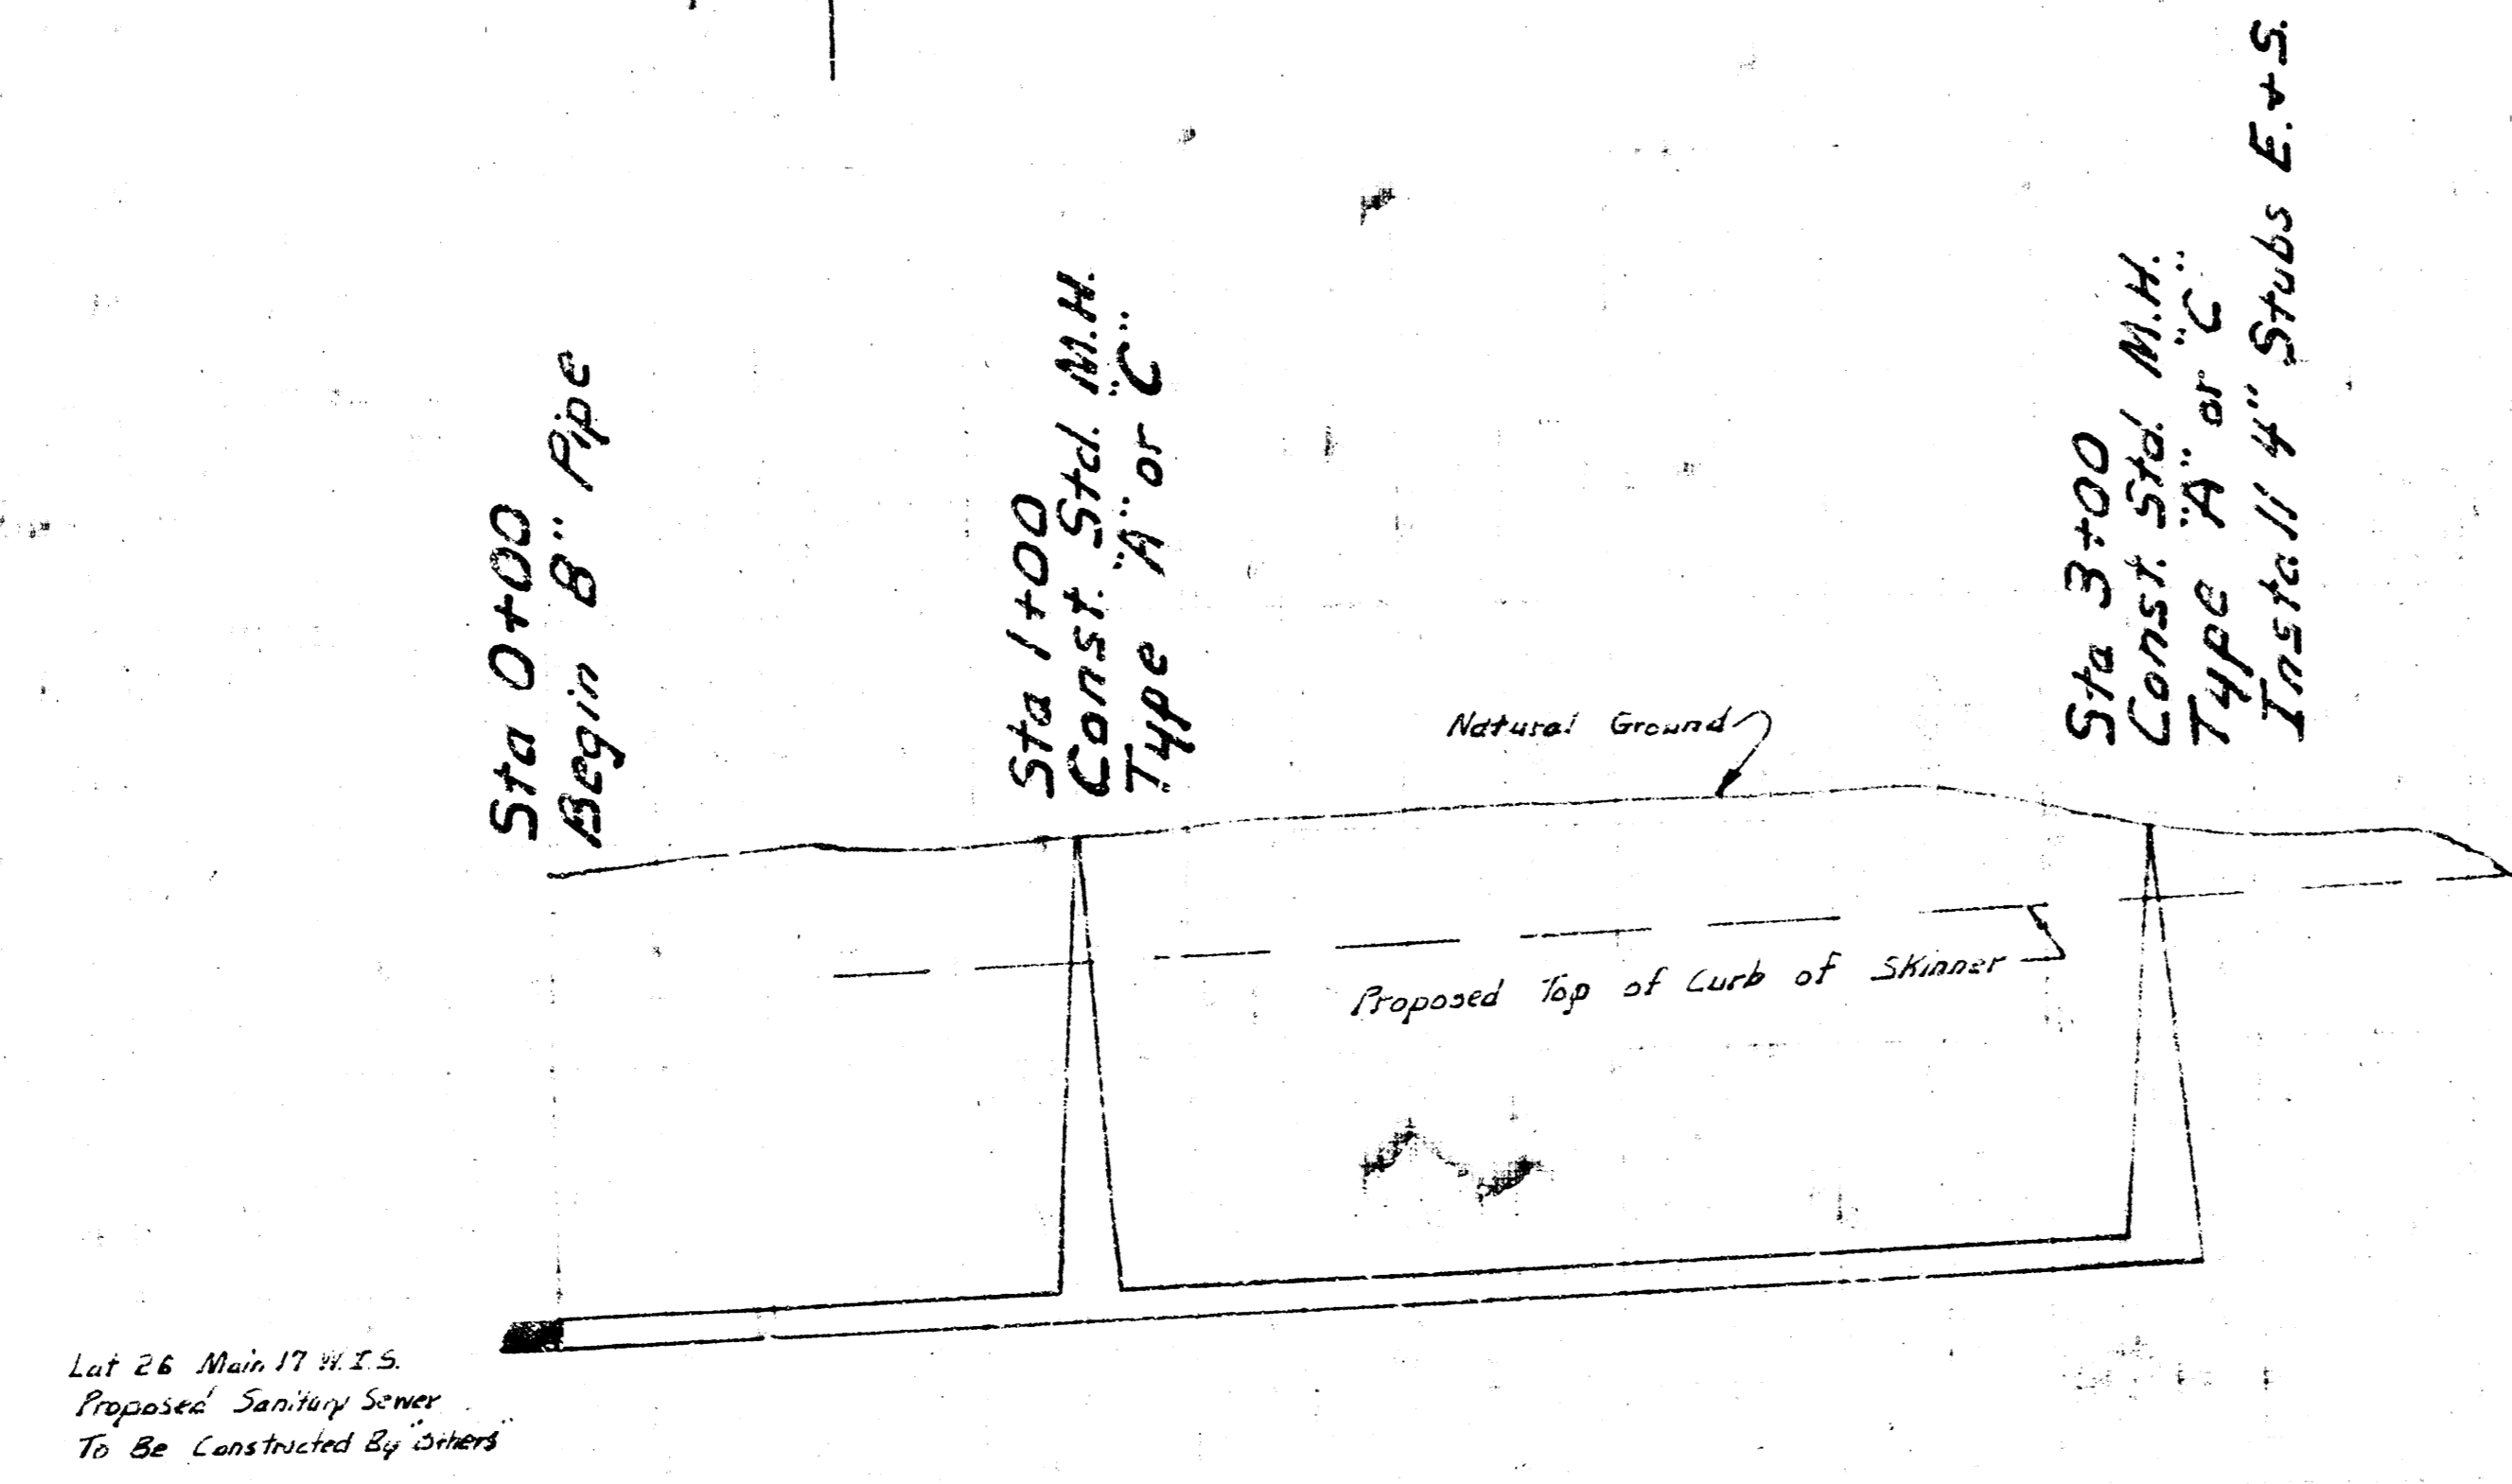 Sta 0+00
Begin 8" Pipe
Sta 1+00
Const. Std. M.H.
Type "A" or "C"
Natural Ground
Sta 3+00
Const. Std. M.H.
Type "A" or "C"
Install 4" Stubs E.+S.
Proposed Top of Curb of Skinner
Lat 26 Main 17 W.I.S.
Proposed Sanitary Sewer
To Be Constructed By "Others"